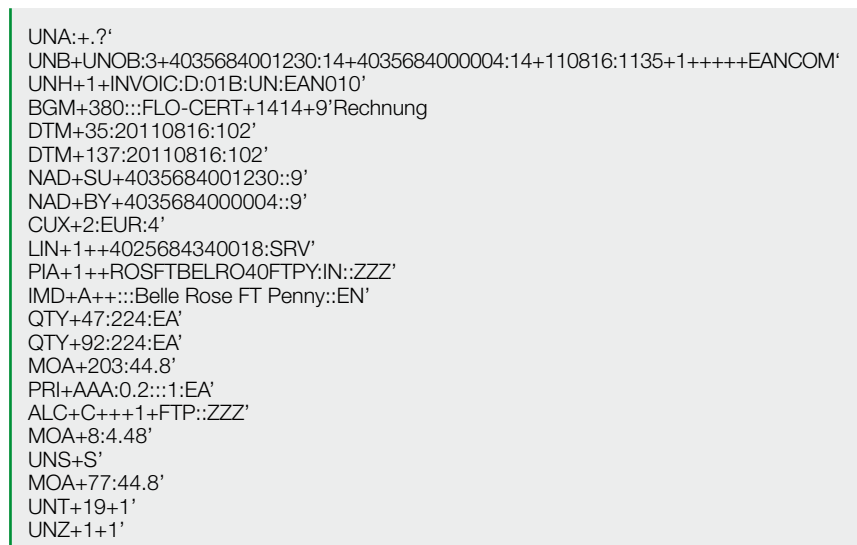 UNA:+.?‘
UNB+UNOB:3+4035684001230:14+4035684000004:14+110816:1135+1+++++EANCOM‘
UNH+1+INVOIC:D:01B:UN:EAN010’
BGM+380:::FLO-CERT+1414+9’Rechnung
DTM+35:20110816:102’
DTM+137:20110816:102’
NAD+SU+4035684001230::9’
NAD+BY+4035684000004::9’
CUX+2:EUR:4’
LIN+1++4025684340018:SRV’
PIA+1++ROSFTBELRO40FTPY:IN::ZZZ’
IMD+A++:::Belle Rose FT Penny::EN’
QTY+47:224:EA’
QTY+92:224:EA’
MOA+203:44.8’
PRI+AAA:0.2:::1:EA’
ALC+C+++1+FTP::ZZZ’
MOA+8:4.48’
UNS+S’
MOA+77:44.8’
UNT+19+1’
UNZ+1+1’